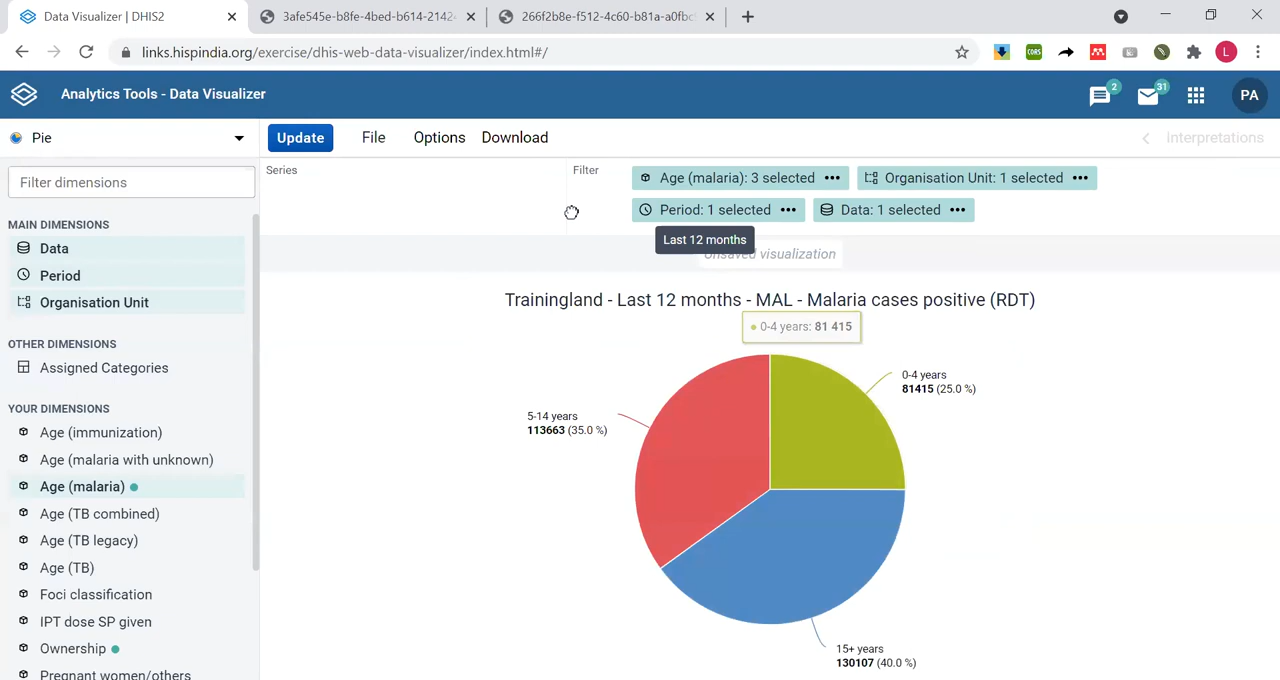 Data Visualizer | DHIS2
3afe545e-b8fe-4bed-b614-2142
266f2b8e-f512-4c60-b81a-a0fbc
links.hispindia.org/exercise/dhis-web-data-visualizer/index.html#/
CORS
L
Analytics Tools - Data Visualizer
2
31
PA
Pie
Update
File
Options
Download
Interpretations
Filter dimensions
Series
Filter
Age (malaria): 3 selected
Organisation Unit: 1 selected
Period: 1 selected
Data: 1 selected
Last 12 months
Unsaved visualization
MAIN DIMENSIONS
Data
Period
Organisation Unit
OTHER DIMENSIONS
Assigned Categories
YOUR DIMENSIONS
Age (immunization)
Age (malaria with unknown)
Age (malaria)
Age (TB combined)
Age (TB legacy)
Age (TB)
Foci classification
IPT dose SP given
Ownership
Pregnant women/others
Trainingland - Last 12 months - MAL - Malaria cases positive (RDT)
0-4 years: 81 415
0-4 years
81415 (25.0 %)
5-14 years
113663 (35.0 %)
15+ years
130107 (40.0 %)